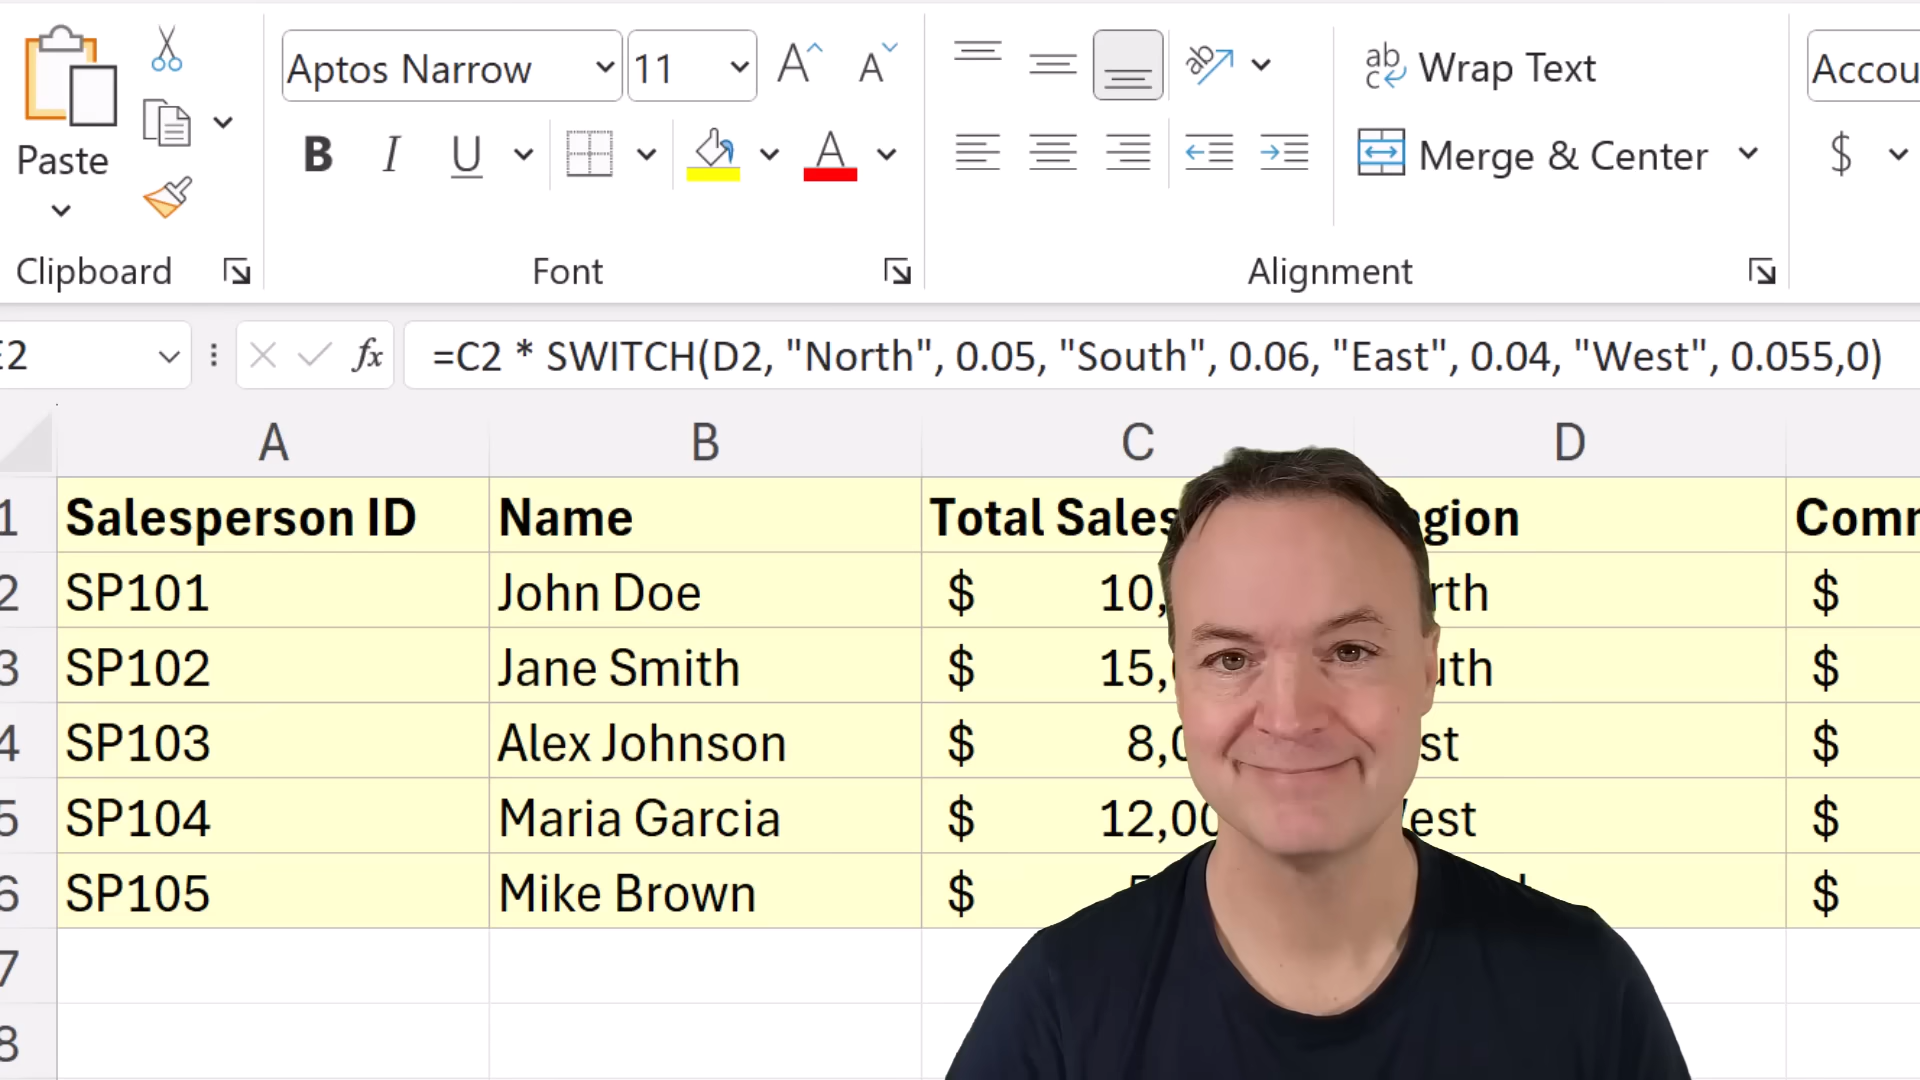 Aptos Narrow 11 A A ab Wrap Text Accou
Paste B I U A Merge & Center $
Clipboard Font Alignment
E2 fx =C2 * SWITCH(D2, "North", 0.05, "South", 0.06, "East", 0.04, "West", 0.055,0)
A B C D
1 Salesperson ID Name Total Sales gion Comm
2 SP101 John Doe $ 10, rth $
3 SP102 Jane Smith $ 15, uth $
4 SP103 Alex Johnson $ 8,0 st $
5 SP104 Maria Garcia $ 12,00 est $
6 SP105 Mike Brown $ $
7
8